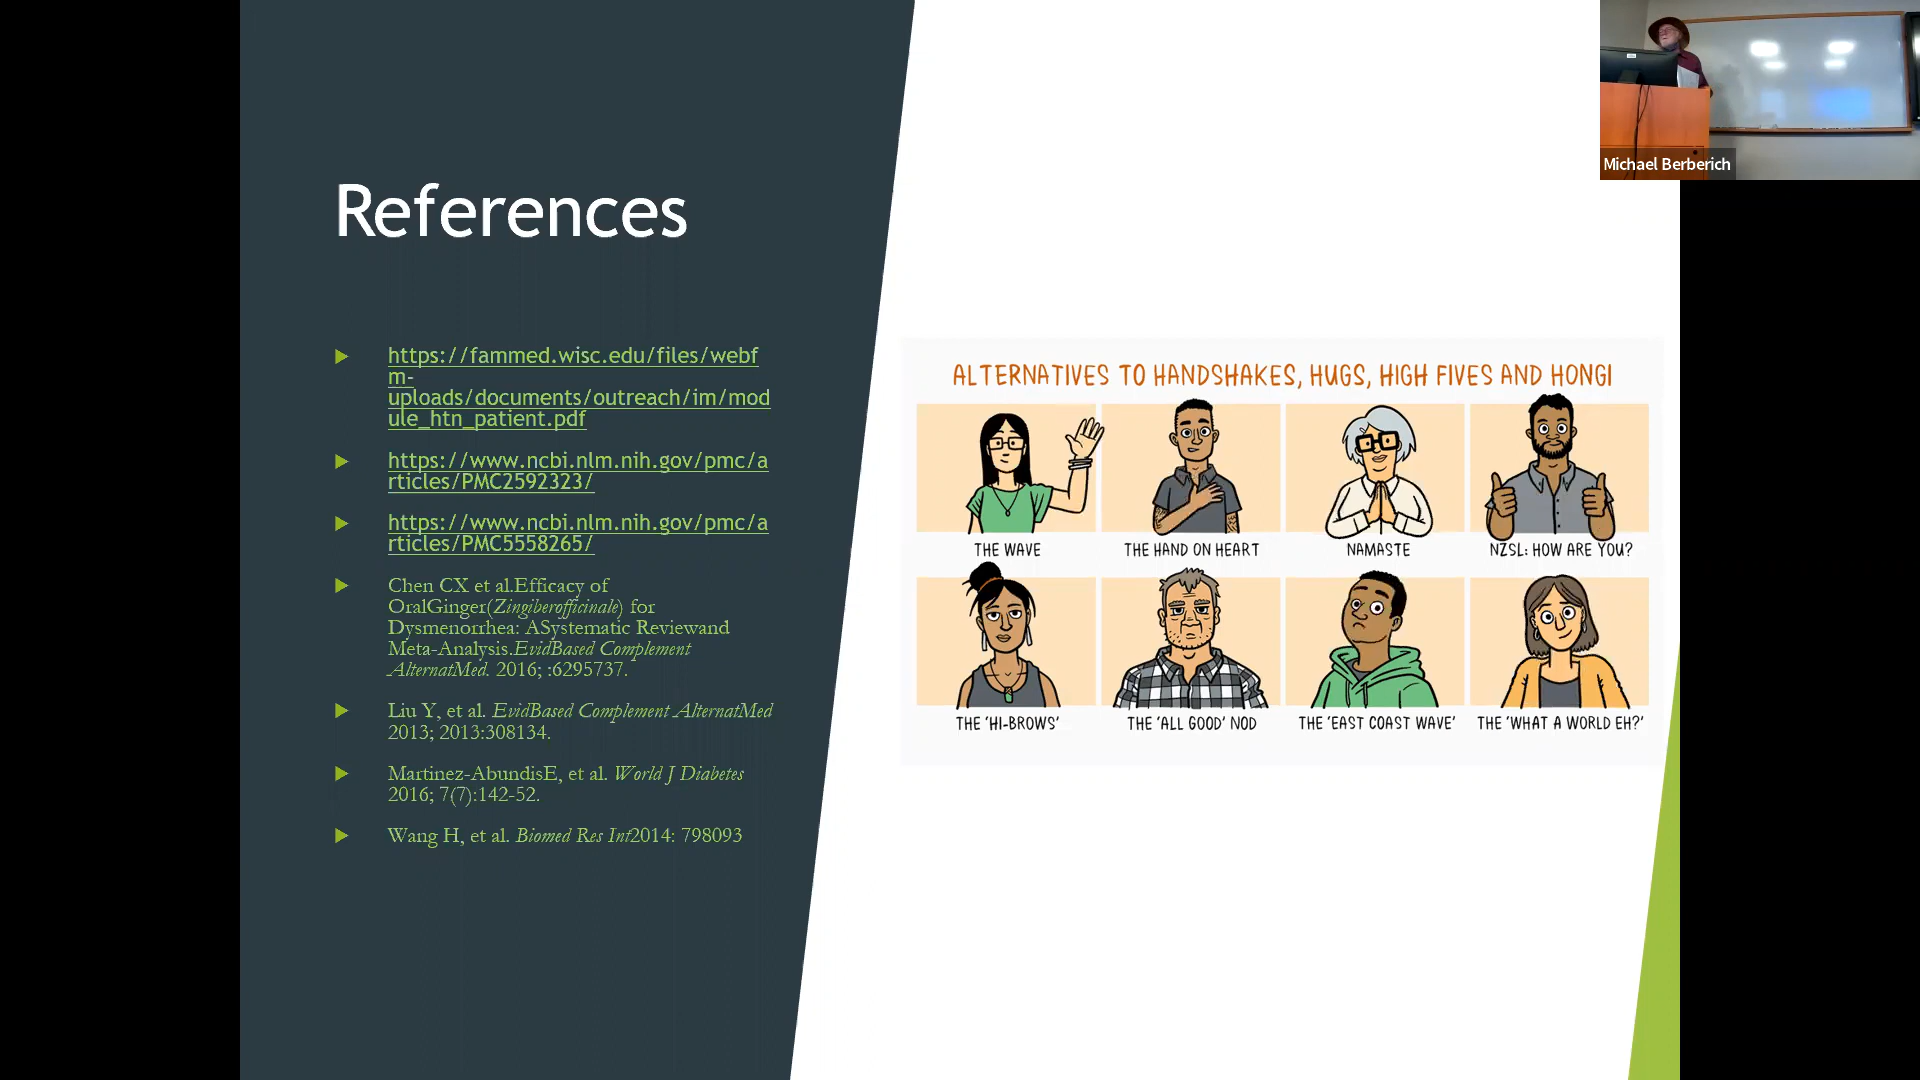 References
https://fammed.wisc.edu/files/webf
m-
uploads/documents/outreach/im/mod
ule_htn_patient.pdf
https://www.ncbi.nlm.nih.gov/pmc/a
rticles/PMC2592323/
https://www.ncbi.nlm.nih.gov/pmc/a
rticles/PMC5558265/
Chen CX et al.Efficacy of
OralGinger(Zingiberofficinale) for
Dysmenorrhea: ASystematic Reviewand
Meta-Analysis.EvidBased Complement
AlternatMed. 2016; :6295737.
Liu Y, et al. EvidBased Complement AlternatMed
2013; 2013:308134.
Martinez-AbundisE, et al. World J Diabetes
2016; 7(7):142-52.
Wang H, et al. Biomed Res Int2014: 798093
ALTERNATIVES TO HANDSHAKES, HUGS, HIGH FIVES AND HONGI
THE WAVE
THE HAND ON HEART
NAMASTE
NZSL: HOW ARE YOU?
THE 'HI-BROWS'
THE 'ALL GOOD' NOD
THE 'EAST COAST WAVE'
THE 'WHAT A WORLD EH?'
Michael Berberich